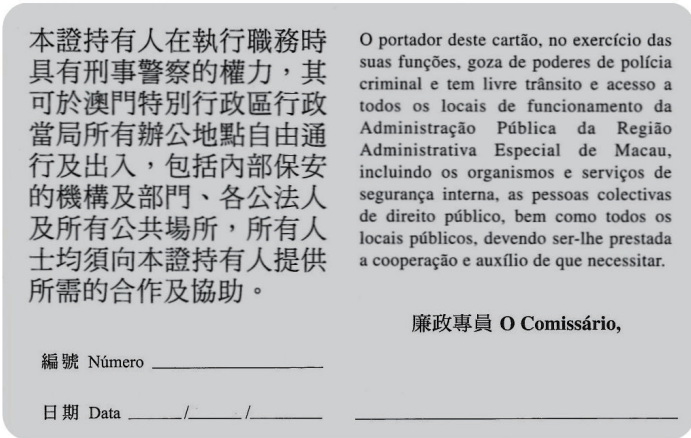 本證持有人在執行職務時
具有刑事警察的權力，其
可於澳門特別行政區行政
當局所有辦公地點自由通
行及出入，包括內部保安
的機構及部門、各公法人
及所有公共場所，所有人
士均須向本證持有人提供
所需的合作及協助。
編號 Número ____________
日期 Data ______/______/________
O portador deste cartão, no exercício das
suas funções, goza de poderes de polícia
criminal e tem livre trânsito e acesso a
todos os locais de funcionamento da
Administração Pública da Região
Administrativa Especial de Macau,
incluindo os organismos e serviços de
segurança interna, as pessoas colectivas
de direito público, bem como todos os
locais públicos, devendo ser-lhe prestada
a cooperação e auxílio de que necessitar.
廉政專員 O Comissário,